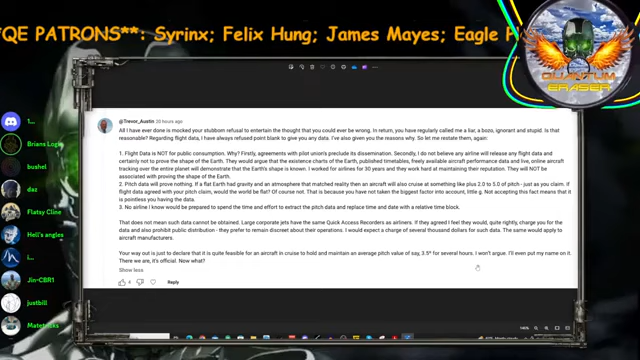 QE PATRONS**: Syrinx; Felix Hung; James Mayes; Eagle
QUANTUM
ERASER
@Trevor_Austin 20 hours ago
All I have ever done is mocked your stubborn refusal to entertain the thought that you could ever be wrong. In return, you have regularly called me a liar, a bozo, ignorant and stupid. Is that
reasonable? Regarding flight data, I have always refused point blank to give you any data. I've also given you the reasons why. So let me restate them, again:
1. Flight Data is NOT for public consumption. Why? Firstly, agreements with pilot's unions preclude its dissemination. Secondly, I do not believe any airline will release any flight data and
certainly not to prove the shape of the Earth. They would argue that the existence charts of the Earth, published timetables, freely available aircraft performance data and live, online aircraft
tracking over the entire planet will demonstrate that the Earth's shape is known. I worked for airlines for 30 years and they work hard at maintaining their reputation. They will NOT be
associated with proving the shape of the Earth.
2. Pitch data will prove nothing. If a flat Earth had gravity and an atmosphere that matched reality then an aircraft will also cruise at something like plus 2.0 to 5.0 of pitch - just as you claim. If
flight data agreed with your pitch claim, would the world be flat? Of course not. That is because you have not taken the biggest factor into account, little g. Not accepting this fact means that it
is pointless you having the data.
3. No airline I know would be prepared to spend the time and effort to extract the pitch data and replace time and date with a relative time block.
That does not mean such data cannot be obtained. Large corporate jets have the same Quick Access Recorders as airliners. If they agreed I feel they would, quite rightly, charge you for the
data and also prohibit public distribution - they prefer to remain discreet about their operations. I would expect a charge of several thousand dollars for such data. The same would apply to
aircraft manufacturers.
Your way out is just to declare that it is quite feasible for an aircraft in cruise to hold and maintain an average pitch value of say, 3.5° for several hours. I won't argue. I'll even put my name on it.
There we are, it's official. Now what?
Show less
4
Reply
Brians Logic
bushel
daz
Flatsy Cline
Hell's angels
Jin-CBR1
justbill